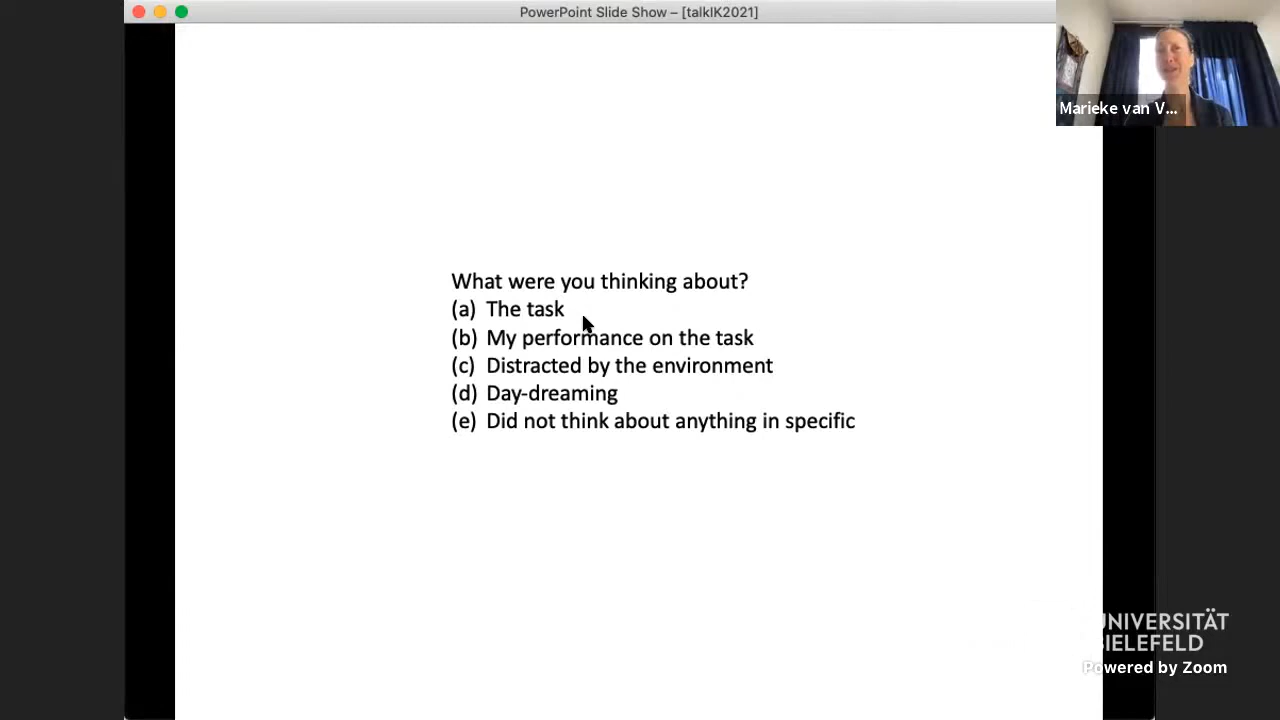 PowerPoint Slide Show – [talkIK2021]
Marieke van V...
What were you thinking about?
(a) The task
(b) My performance on the task
(c) Distracted by the environment
(d) Day-dreaming
(e) Did not think about anything in specific
UNIVERSITÄT
BIELEFELD
Powered by Zoom